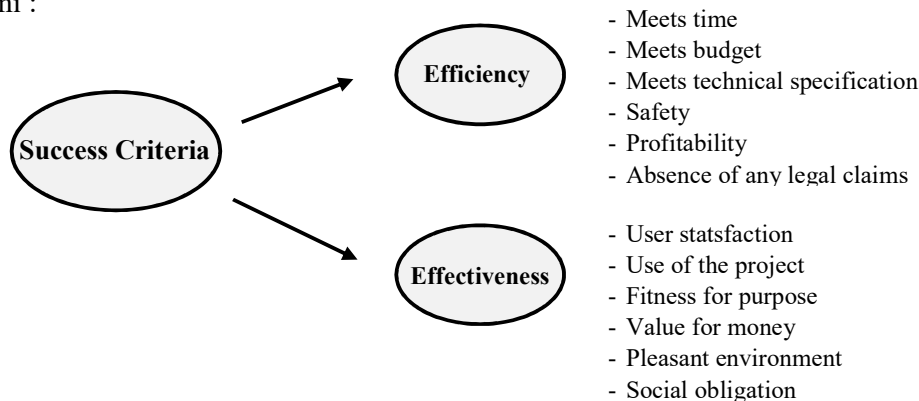 ni :
Success Criteria
Efficiency
- Meets time
- Meets budget
- Meets technical specification
- Safety
- Profitability
- Absence of any legal claims
Effectiveness
- User statsfaction
- Use of the project
- Fitness for purpose
- Value for money
- Pleasant environment
- Social obligation